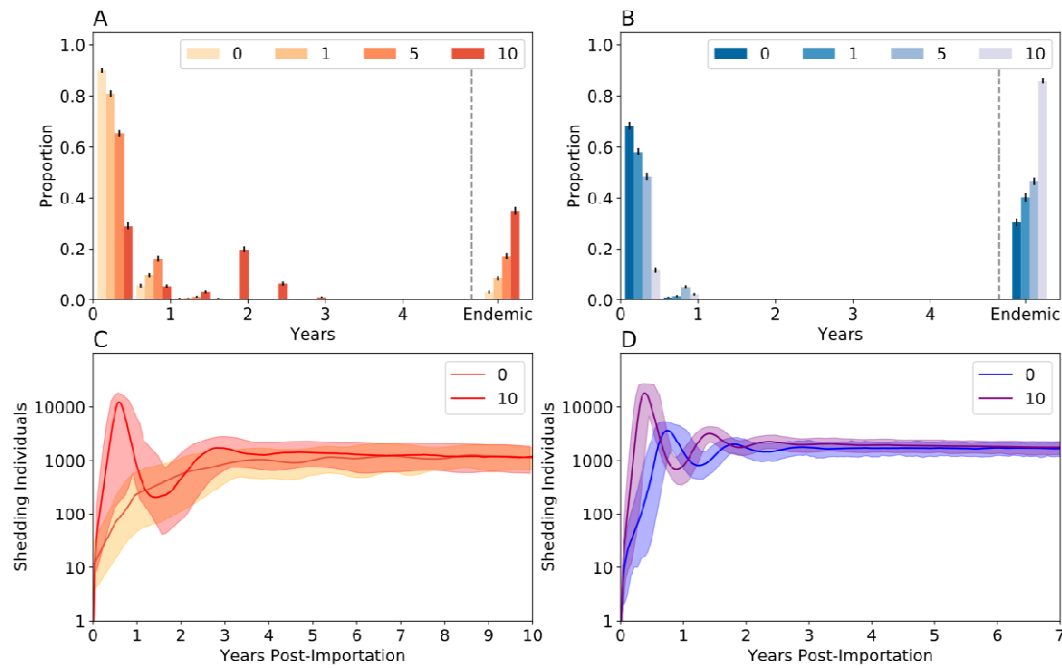 A
B
0 1 5 10
0 1 5 10
Proportion
1.0
0.8
0.6
0.4
0.2
0.0
0 1 2 3 4 Endemic
Years
Proportion
1.0
0.8
0.6
0.4
0.2
0.0
0 1 2 3 4 Endemic
Years
C
D
0
10
0
10
Shedding Individuals
10000
1000
100
10
1
0 1 2 3 4 5 6 7 8 9 10
Years Post-Importation
Shedding Individuals
10000
1000
100
10
1
0 1 2 3 4 5 6 7
Years Post-Importation